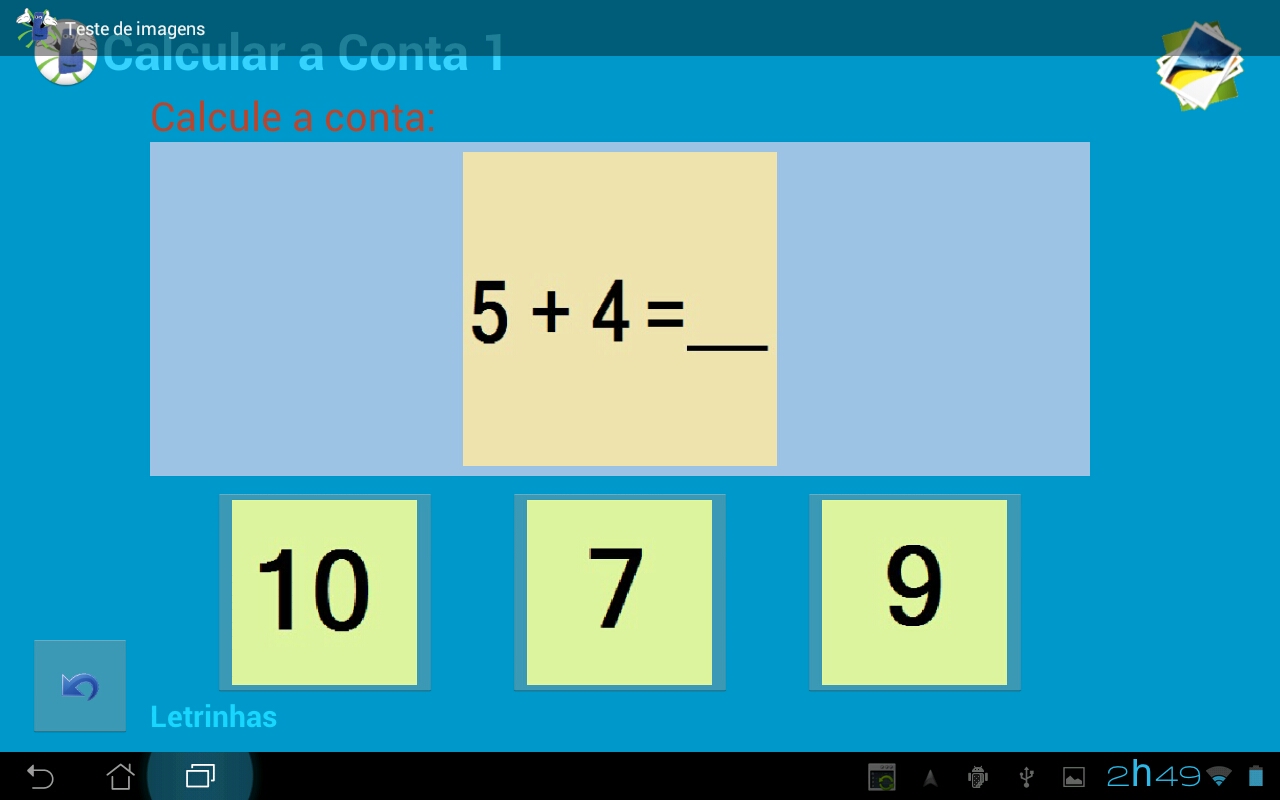 Teste de imagens
Calcular a Conta 1
Calcule a conta:
5 + 4 =__
10 7 9
Letrinhas
2h49